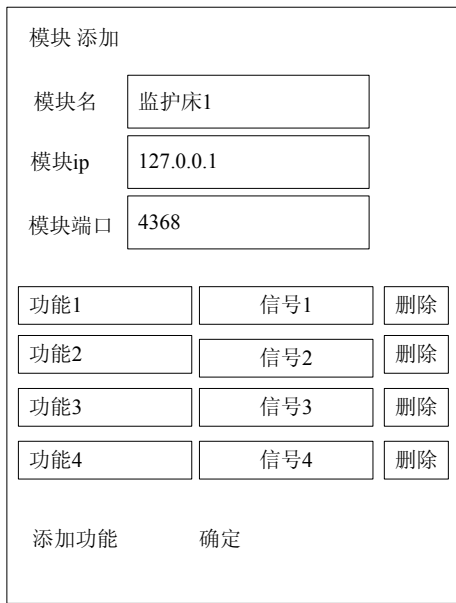 模块 添加
模块名 监护床1
模块ip 127.0.0.1
模块端口 4368
功能1 信号1 删除
功能2 信号2 删除
功能3 信号3 删除
功能4 信号4 删除
添加功能 确定